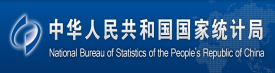 中华人民共和国国家统计局
National Bureau of Statistics of the People's Republic of China